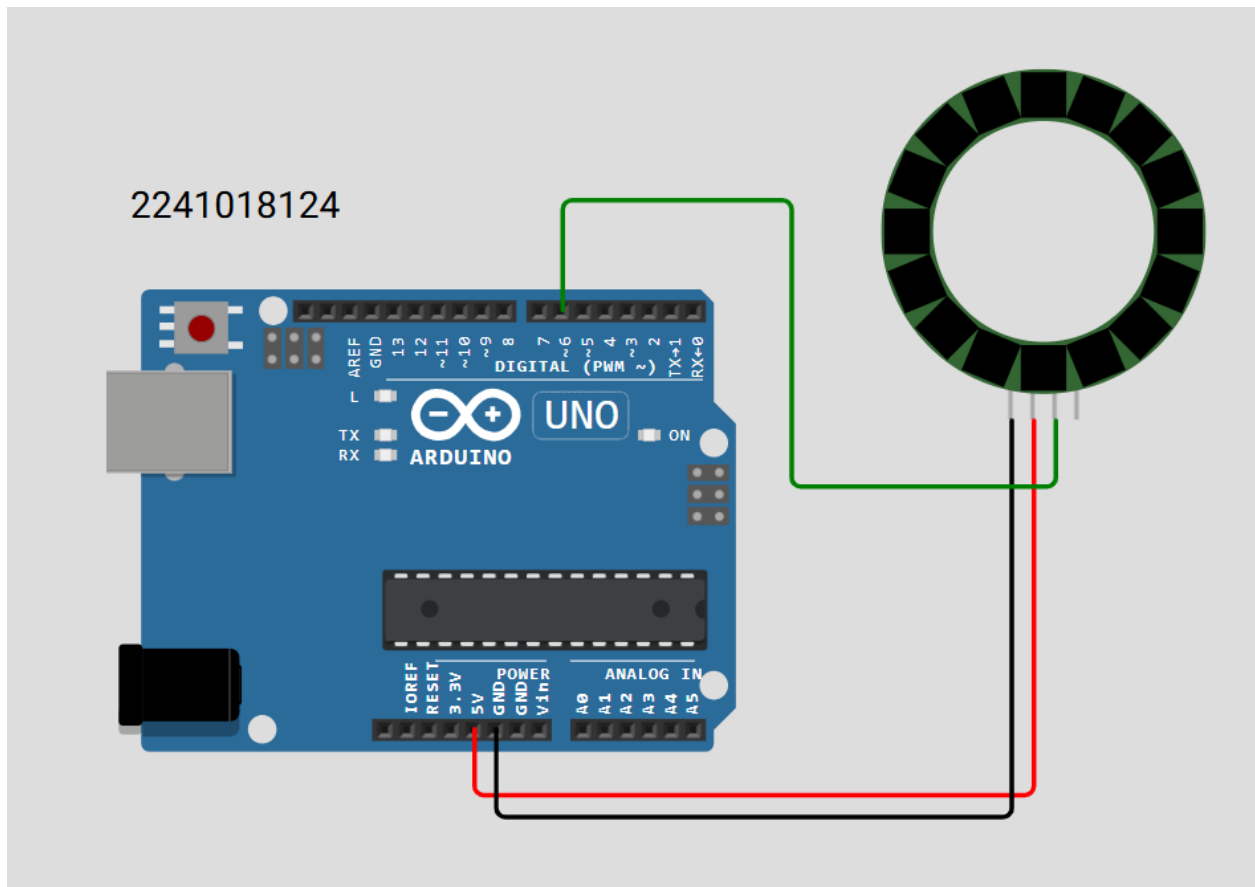 2241018124
AREF
GND
13
12
~11
~10
~9
8
7
~6
~5
4
~3
2
TX→1
RX←0
DIGITAL (PWM ~)
L
TX
RX
UNO
ON
ARDUINO
IOREF
RESET
3.3V
5V
GND
GND
Vin
POWER
ANALOG IN
A0
A1
A2
A3
A4
A5